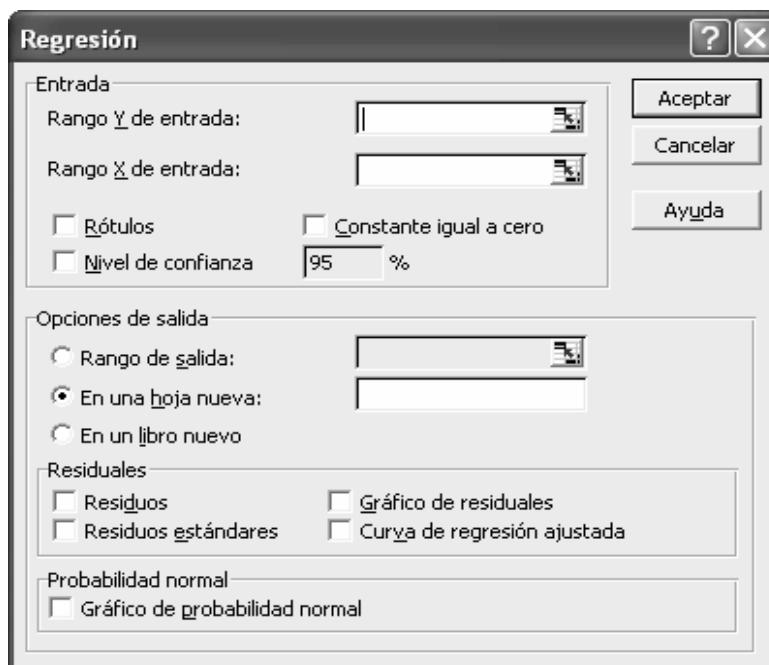 Regresión
Entrada
Rango Y de entrada:
Rango X de entrada:
Rótulos
Constante igual a cero
Nivel de confianza
95 %
Aceptar
Cancelar
Ayuda
Opciones de salida
Rango de salida:
En una hoja nueva:
En un libro nuevo
Residuales
Residuos
Gráfico de residuales
Residuos estándares
Curva de regresión ajustada
Probabilidad normal
Gráfico de probabilidad normal